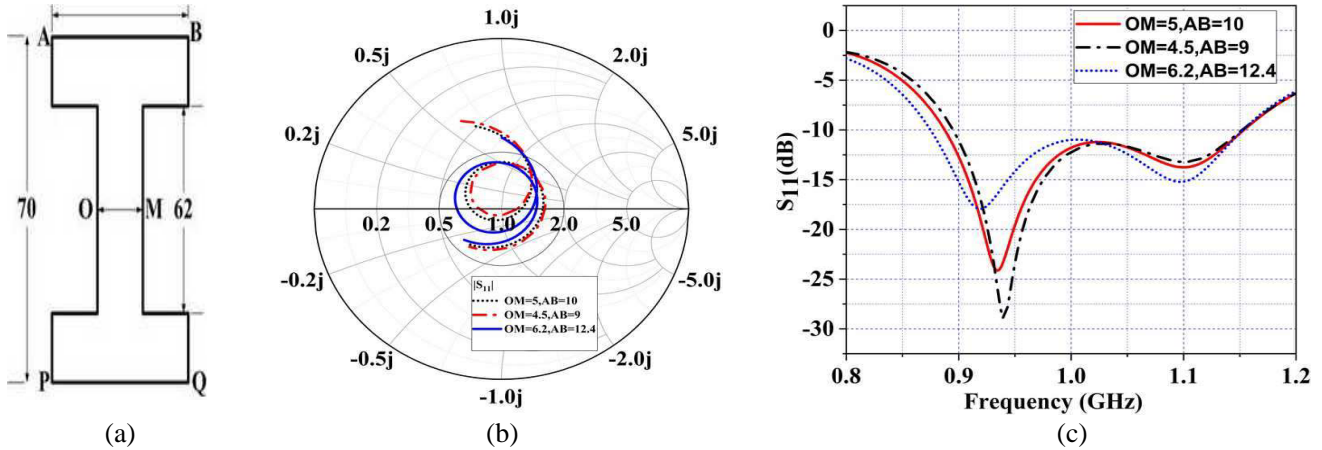 A B
70 O M 62
P Q
(a)
1.0j
0.5j 2.0j
0.2j 5.0j
0.2 0.5 1.0 2.0 5.0
-0.2j -5.0j
|S11|
OM=5,AB=10
OM=4.5,AB=9
OM=6.2,AB=12.4
-0.5j -2.0j
-1.0j
(b)
OM=5,AB=10
OM=4.5,AB=9
OM=6.2,AB=12.4
S11(dB)
0
-5
-10
-15
-20
-25
-30
0.8 0.9 1.0 1.1 1.2
Frequency (GHz)
(c)